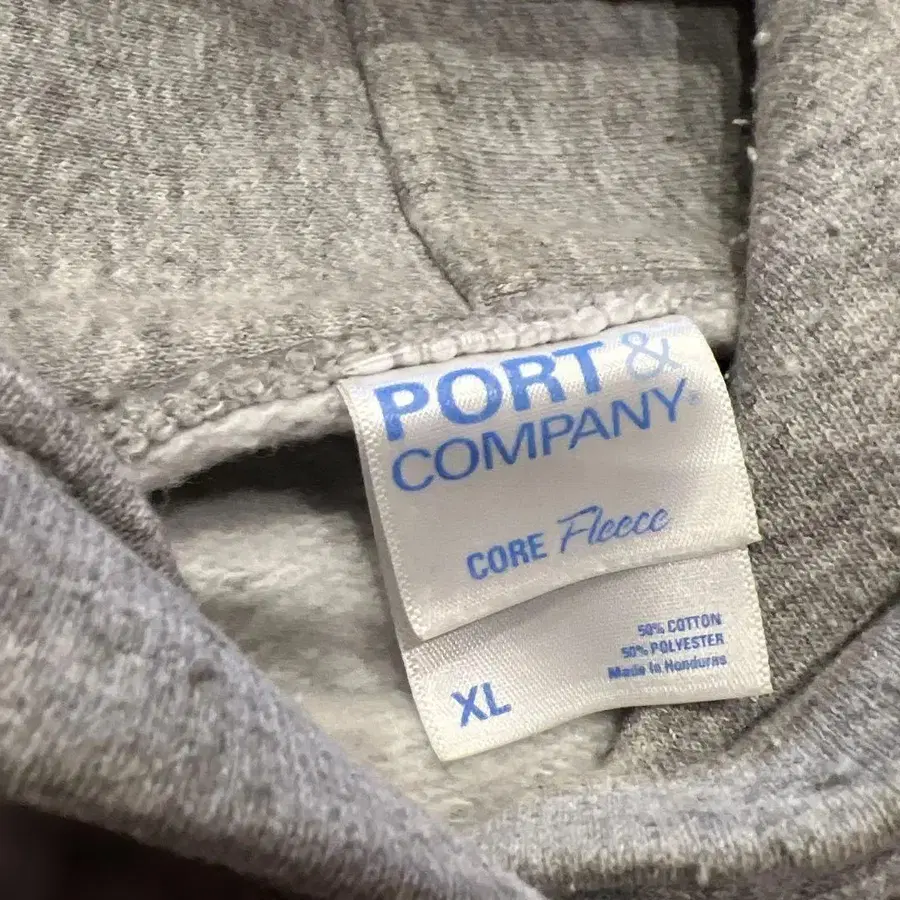 PORT &
COMPANY®
CORE Fleece
50% COTTON
50% POLYESTER
Made in Honduras
XL